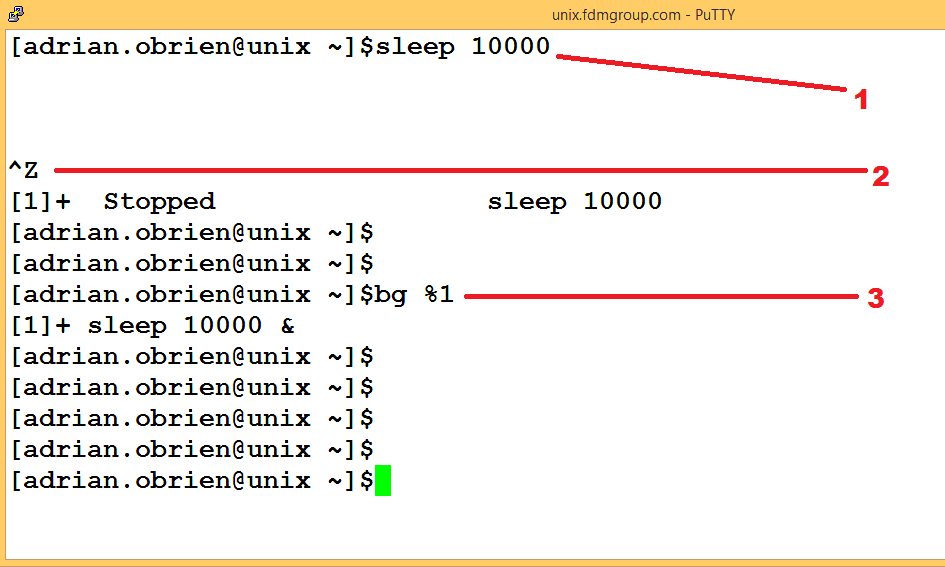 unix.fdmgroup.com - PuTTY
[adrian.obrien@unix ~]$sleep 10000
1
^Z
2
[1]+  Stopped                 sleep 10000
[adrian.obrien@unix ~]$
[adrian.obrien@unix ~]$
[adrian.obrien@unix ~]$bg %1
3
[1]+ sleep 10000 &
[adrian.obrien@unix ~]$
[adrian.obrien@unix ~]$
[adrian.obrien@unix ~]$
[adrian.obrien@unix ~]$
[adrian.obrien@unix ~]$